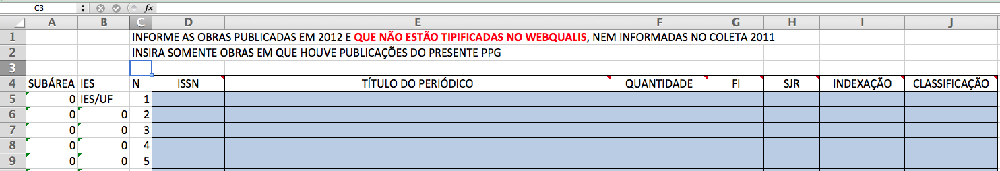 C3 fx
A B C D E F G H I J
1 INFORME AS OBRAS PUBLICADAS EM 2012 E QUE NÃO ESTÃO TIPIFICADAS NO WEBQUALIS, NEM INFORMADAS NO COLETA 2011
2 INSIRA SOMENTE OBRAS EM QUE HOUVE PUBLICAÇÕES DO PRESENTE PPG
3
4 SUBÁREA IES N ISSN TÍTULO DO PERIÓDICO QUANTIDADE FI SJR INDEXAÇÃO CLASSIFICAÇÃO
5 0 IES/UF 1
6 0 0 2
7 0 0 3
8 0 0 4
9 0 0 5